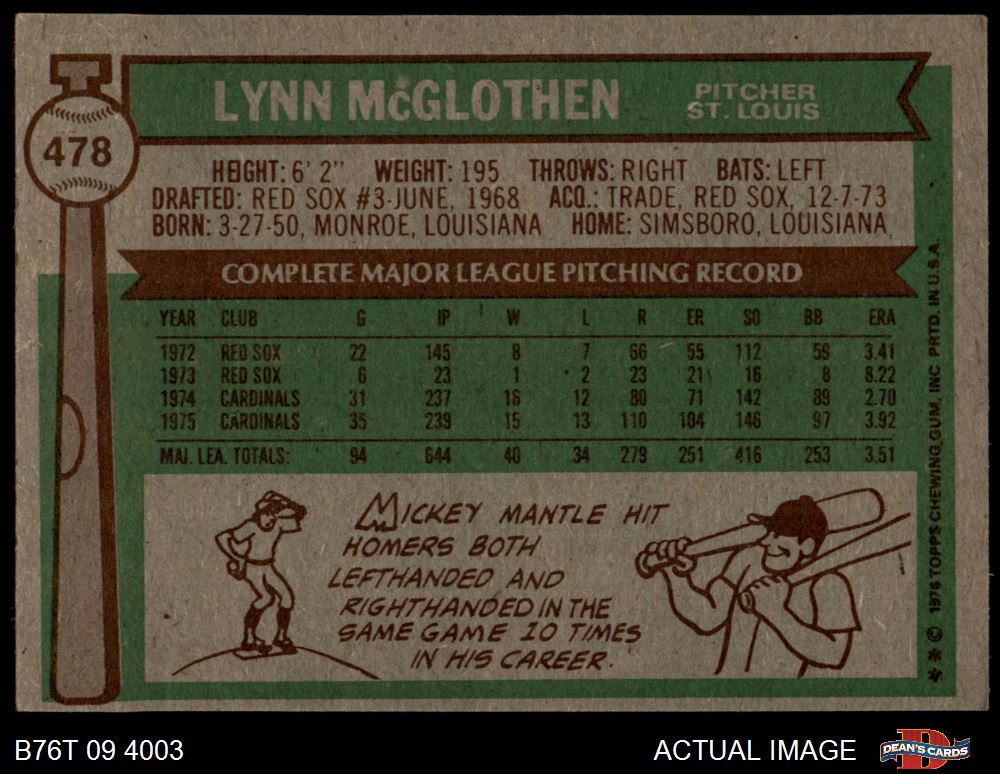 478
LYNN McGLOTHEN PITCHER
ST. LOUIS
HEIGHT: 6' 2" WEIGHT: 195 THROWS: RIGHT BATS: LEFT
DRAFTED: RED SOX #3-JUNE, 1968 ACQ.: TRADE, RED SOX, 12-7-73
BORN: 3-27-50, MONROE, LOUISIANA HOME: SIMSBORO, LOUISIANA
COMPLETE MAJOR LEAGUE PITCHING RECORD
YEAR CLUB G IP W L R ER SO BB ERA
1972 RED SOX 22 145 8 7 66 55 112 59 3.41
1973 RED SOX 6 23 1 2 23 21 16 8 8.22
1974 CARDINALS 31 237 16 12 80 71 142 89 2.70
1975 CARDINALS 35 239 15 13 110 104 146 97 3.92
MAJ. LEA. TOTALS: 94 644 40 34 279 251 416 253 3.51
MICKEY MANTLE HIT
HOMERS BOTH
LEFTHANDED AND
RIGHTHANDED IN THE
SAME GAME 10 TIMES
IN HIS CAREER.
✱ ✱ © 1976 TOPPS CHEWING GUM, INC PRTD. IN U.S.A.
B76T 09 4003 ACTUAL IMAGE DEAN'S CARDS